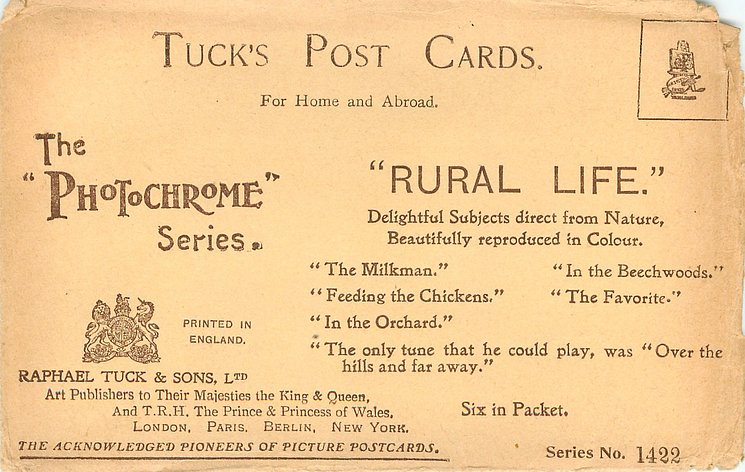 TUCK'S POST CARDS.
For Home and Abroad.
The
"PHOTOCHROME"
Series.
"RURAL LIFE."
Delightful Subjects direct from Nature,
Beautifully reproduced in Colour.
"The Milkman." "In the Beechwoods."
"Feeding the Chickens." "The Favorite."
"In the Orchard."
"The only tune that he could play, was "Over the
hills and far away."
PRINTED IN
ENGLAND.
RAPHAEL TUCK & SONS, LTD
Art Publishers to Their Majesties the King & Queen,
And T.R.H. The Prince & Princess of Wales.
LONDON, PARIS, BERLIN, NEW YORK.
THE ACKNOWLEDGED PIONEERS OF PICTURE POSTCARDS.
Six in Packet.
Series No. 1422